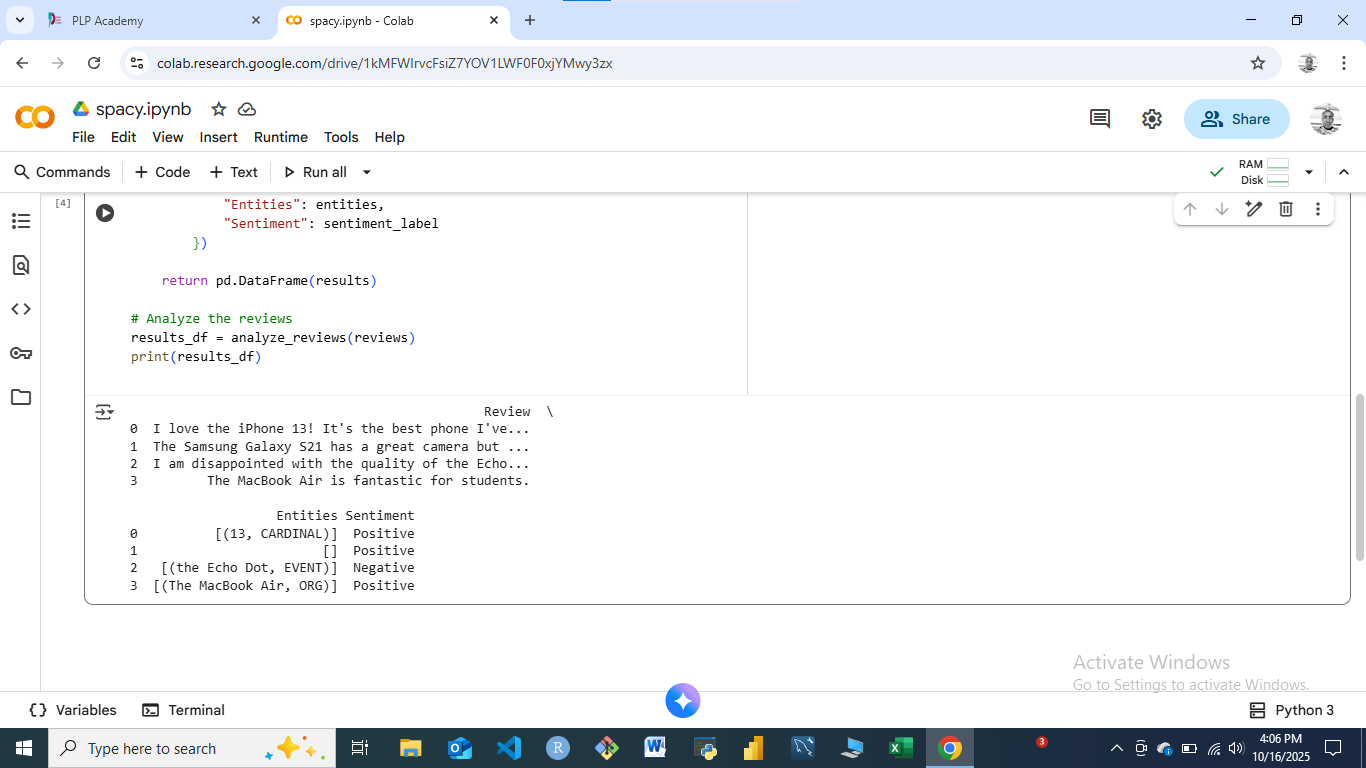 PLP Academy
spacy.ipynb - Colab
colab.research.google.com/drive/1kMFWIrvcFsiZ7YOV1LWF0F0xjYMwy3zx
spacy.ipynb
File Edit View Insert Runtime Tools Help
Share
Commands + Code + Text Run all
RAM
Disk
[4]
"Entities": entities,
"Sentiment": sentiment_label
})
return pd.DataFrame(results)
# Analyze the reviews
results_df = analyze_reviews(reviews)
print(results_df)
Review \
0 I love the iPhone 13! It's the best phone I've...
1 The Samsung Galaxy S21 has a great camera but ...
2 I am disappointed with the quality of the Echo...
3 The MacBook Air is fantastic for students.
Entities Sentiment
0 [(13, CARDINAL)] Positive
1 [] Positive
2 [(the Echo Dot, EVENT)] Negative
3 [(The MacBook Air, ORG)] Positive
Activate Windows
Go to Settings to activate Windows.
{} Variables Terminal
Python 3
Type here to search
3
4:06 PM
10/16/2025